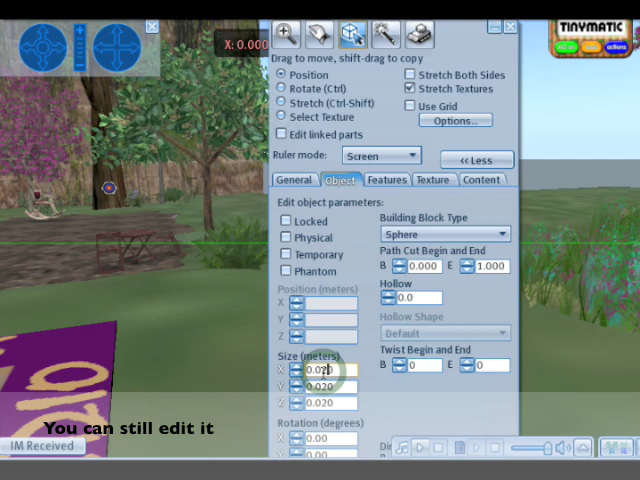 TINYMATIC
X: 0.000
Drag to move, shift-drag to copy
Position
Rotate (Ctrl)
Stretch (Ctrl-Shift)
Select Texture
Edit linked parts
Stretch Both Sides
Stretch Textures
Use Grid
Options...
Ruler mode:
Screen
<< Less
General
Object
Features
Texture
Content
Edit object parameters:
Locked
Physical
Temporary
Phantom
Position (meters)
X
Y
Z
Size (meters)
X 0.020
Y 0.020
Z 0.020
Rotation (degrees)
X 0.00
Y 0.00
Building Block Type
Sphere
Path Cut Begin and End
B 0.000 E 1.000
Hollow
0.0
Hollow Shape
Default
Twist Begin and End
B 0 E 0
You can still edit it
IM Received